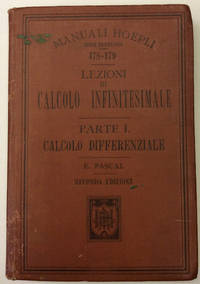 MANUALI HOEPLI
178-179
LEZIONI
DI
CALCOLO INFINITESIMALE
PARTE I.
CALCOLO DIFFERENZIALE
E. PASCAL
SECONDA EDIZIONE